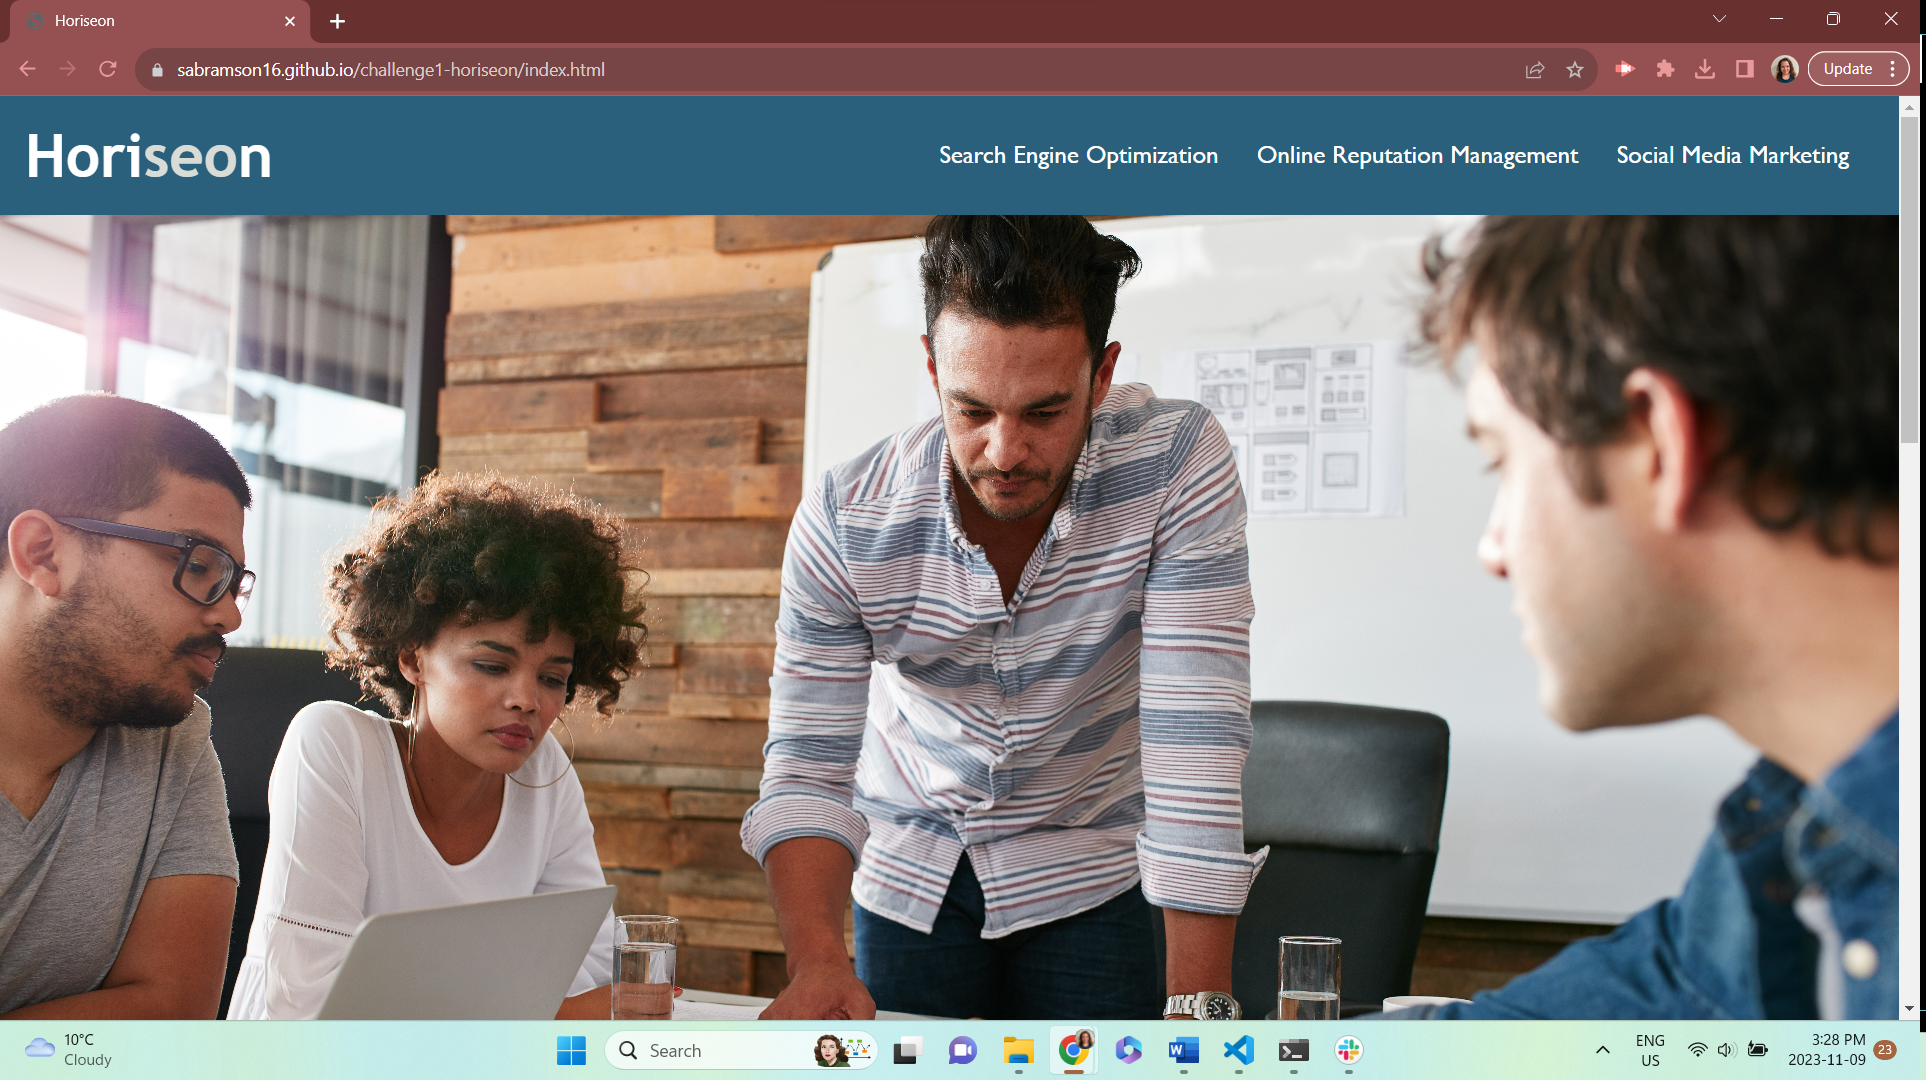 Horiseon
sabramson16.github.io/challenge1-horiseon/index.html
Update
Horiseon
Search Engine Optimization
Online Reputation Management
Social Media Marketing
10°C
Cloudy
Search
ENG
US
3:28 PM
2023-11-09
23